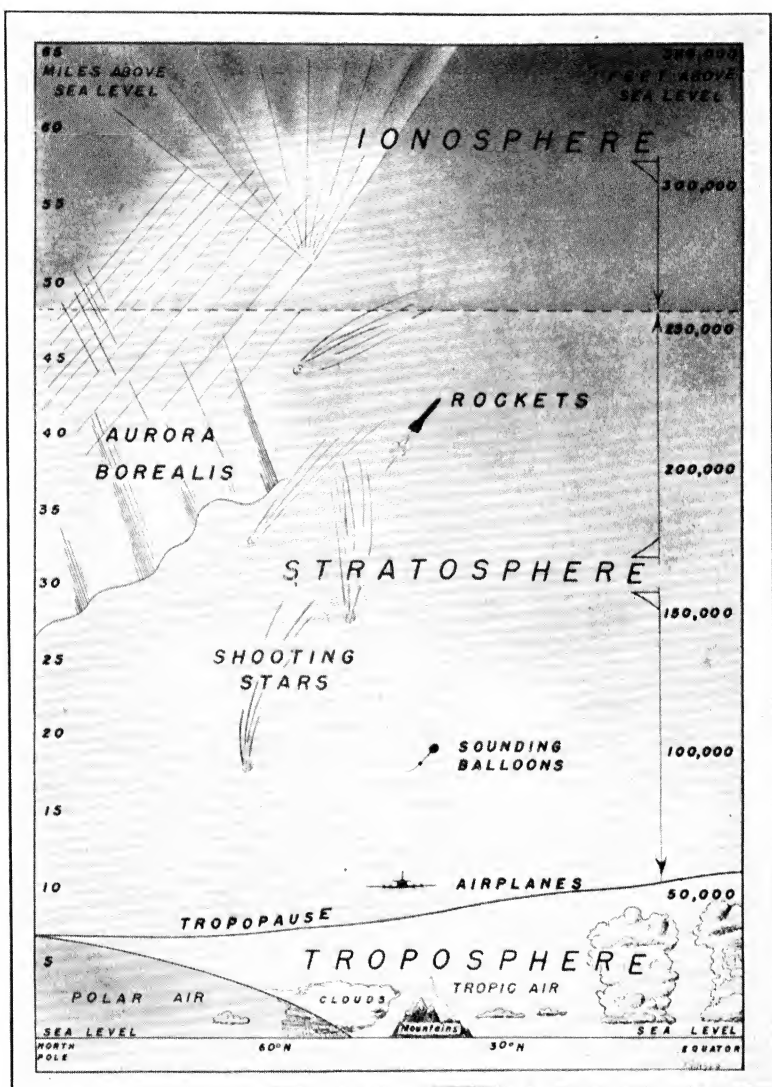 65
MILES ABOVE
SEA LEVEL
FEET ABOVE
SEA LEVEL
60
IONOSPHERE
300,000
55
50
250,000
45
ROCKETS
40
AURORA
BOREALIS
200,000
35
STRATOSPHERE
30
150,000
25
SHOOTING
STARS
20
SOUNDING
BALLOONS
100,000
15
10
AIRPLANES
50,000
TROPOPAUSE
TROPOSPHERE
5
POLAR AIR
CLOUDS
TROPIC AIR
SEA LEVEL
Mountains
SEA LEVEL
NORTH
POLE
60°N
30°N
EQUATOR